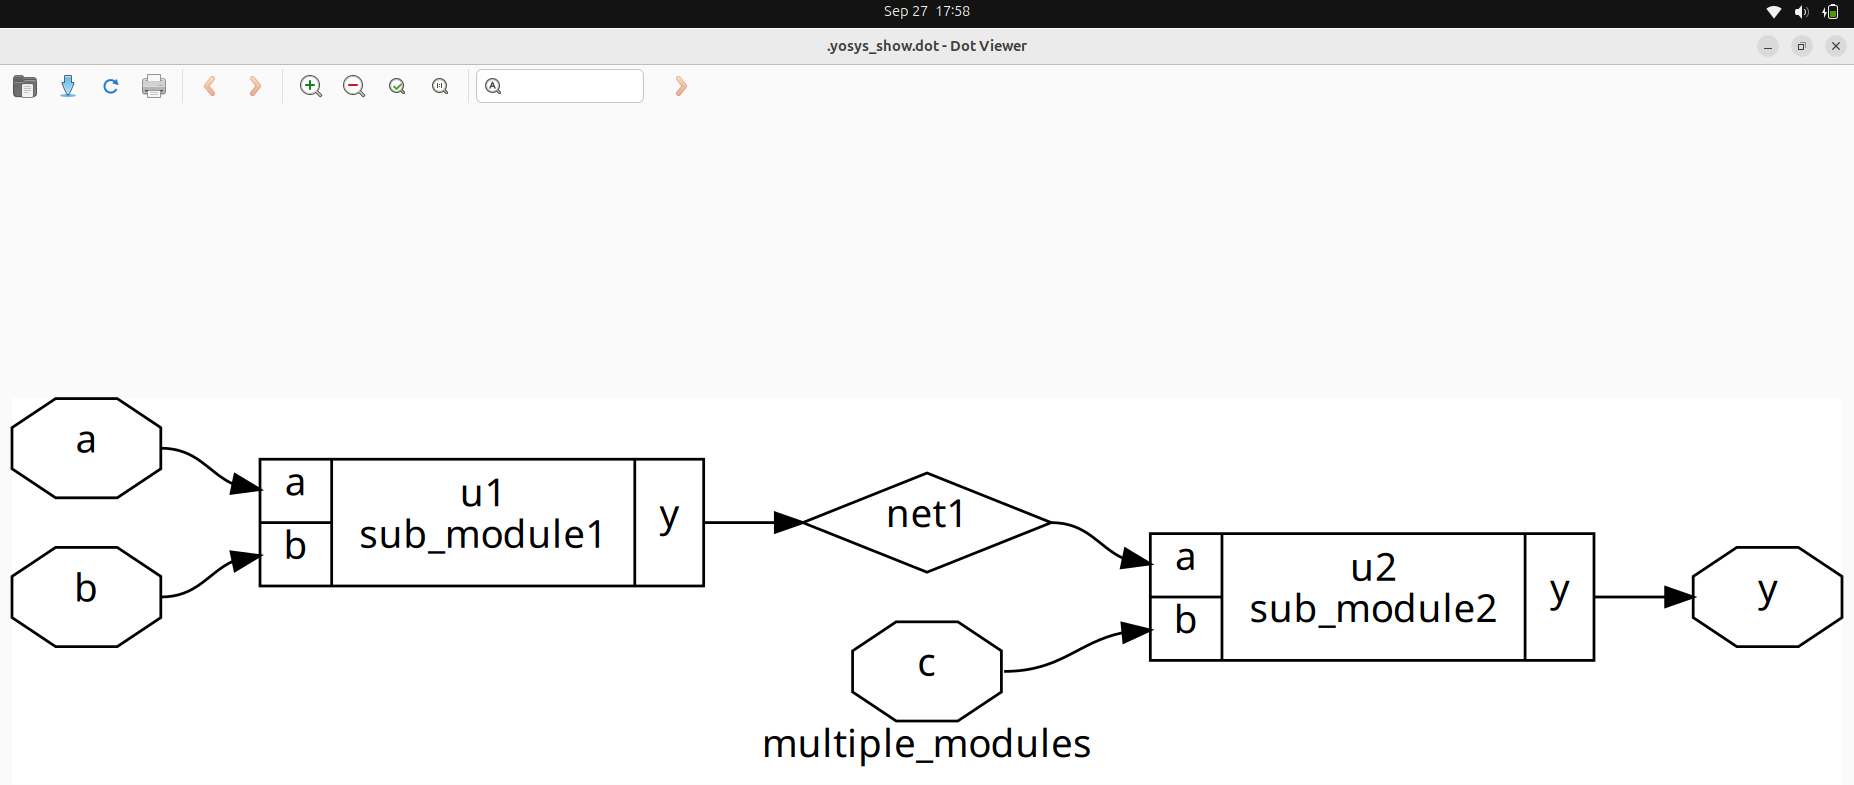 Sep 27 17:58
.yosys_show.dot - Dot Viewer
a
b
a
b
u1
sub_module1
y
net1
c
a
b
u2
sub_module2
y
y
multiple_modules